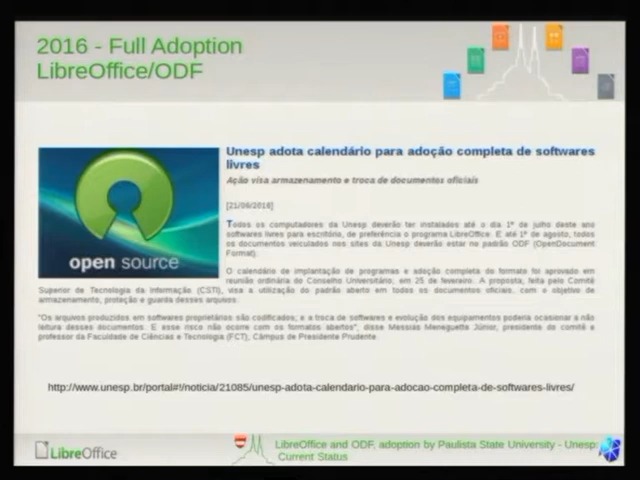 2016 - Full Adoption
LibreOffice/ODF
Unesp adota calendário para adoção completa de softwares
livres
Ação visa armazenamento e troca de documentos oficiais
open source
Todos os computadores da Unesp deverão ter instalados até o dia 1º de julho deste ano
softwares livres para escritório, de preferência o programa LibreOffice. E até 1º de agosto, todos
os documentos veiculados nos sites da Unesp deverão estar no padrão ODF (OpenDocument
Format).
O calendário de implantação de programas e adoção completa do formato foi aprovado em
reunião ordinária do Conselho Universitário, em 25 de fevereiro. A proposta, feita pelo Comitê
Superior de Tecnologia da Informação (CSTI), visa a utilização do padrão aberto em todos os documentos oficiais, com o objetivo de
armazenamento, proteção e guarda desses arquivos.
"Os arquivos produzidos em softwares proprietários são codificados; e a troca de softwares e evolução dos equipamentos poderia ocasionar a não
leitura desses documentos. E esse risco não ocorre com os formatos abertos", disse Messias Meneguette Júnior, presidente do comitê e
professor da Faculdade de Ciências e Tecnologia (FCT), Câmpus de Presidente Prudente.
http://www.unesp.br/portal#!/noticia/21085/unesp-adota-calendario-para-adocao-completa-de-softwares-livres/
LibreOffice
LibreOffice and ODF, adoption by Paulista State University - Unesp:
Current Status